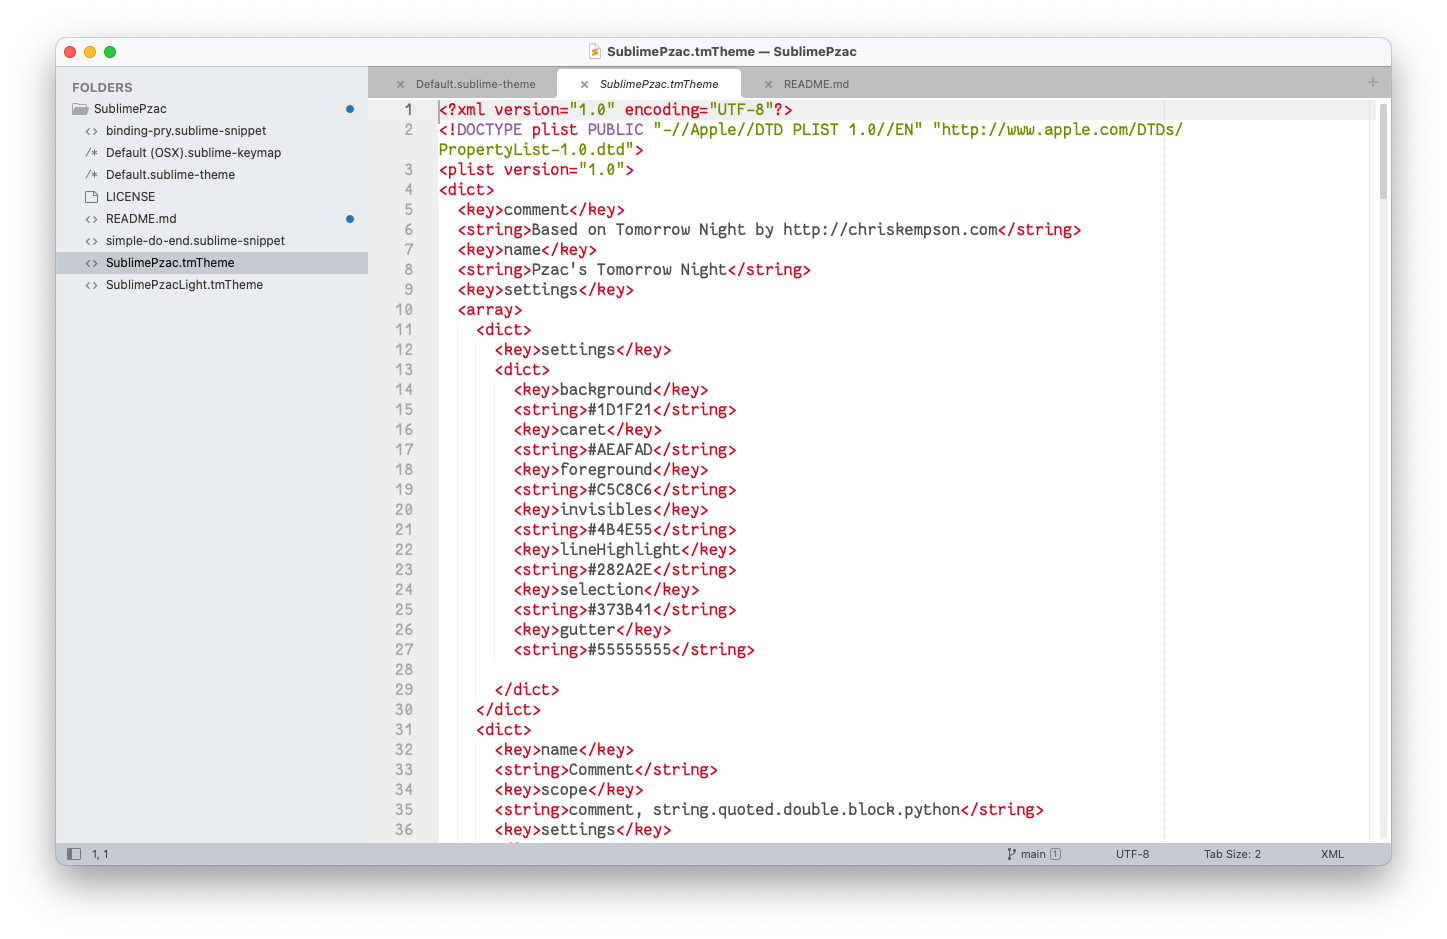 SublimePzac.tmTheme — SublimePzac
FOLDERS
SublimePzac
<> binding-pry.sublime-snippet
/* Default (OSX).sublime-keymap
/* Default.sublime-theme
LICENSE
<> README.md
<> simple-do-end.sublime-snippet
<> SublimePzac.tmTheme
<> SublimePzacLight.tmTheme
× Default.sublime-theme
× SublimePzac.tmTheme
× README.md
+
1 <?xml version="1.0" encoding="UTF-8"?>
2 <!DOCTYPE plist PUBLIC "-//Apple//DTD PLIST 1.0//EN" "http://www.apple.com/DTDs/
PropertyList-1.0.dtd">
3 <plist version="1.0">
4 <dict>
5 <key>comment</key>
6 <string>Based on Tomorrow Night by http://chriskempson.com</string>
7 <key>name</key>
8 <string>Pzac's Tomorrow Night</string>
9 <key>settings</key>
10 <array>
11 <dict>
12 <key>settings</key>
13 <dict>
14 <key>background</key>
15 <string>#1D1F21</string>
16 <key>caret</key>
17 <string>#AEAFAD</string>
18 <key>foreground</key>
19 <string>#C5C8C6</string>
20 <key>invisibles</key>
21 <string>#4B4E55</string>
22 <key>lineHighlight</key>
23 <string>#282A2E</string>
24 <key>selection</key>
25 <string>#373B41</string>
26 <key>gutter</key>
27 <string>#55555555</string>
28
29 </dict>
30 </dict>
31 <dict>
32 <key>name</key>
33 <string>Comment</string>
34 <key>scope</key>
35 <string>comment, string.quoted.double.block.python</string>
36 <key>settings</key>
1, 1
main 1
UTF-8
Tab Size: 2
XML